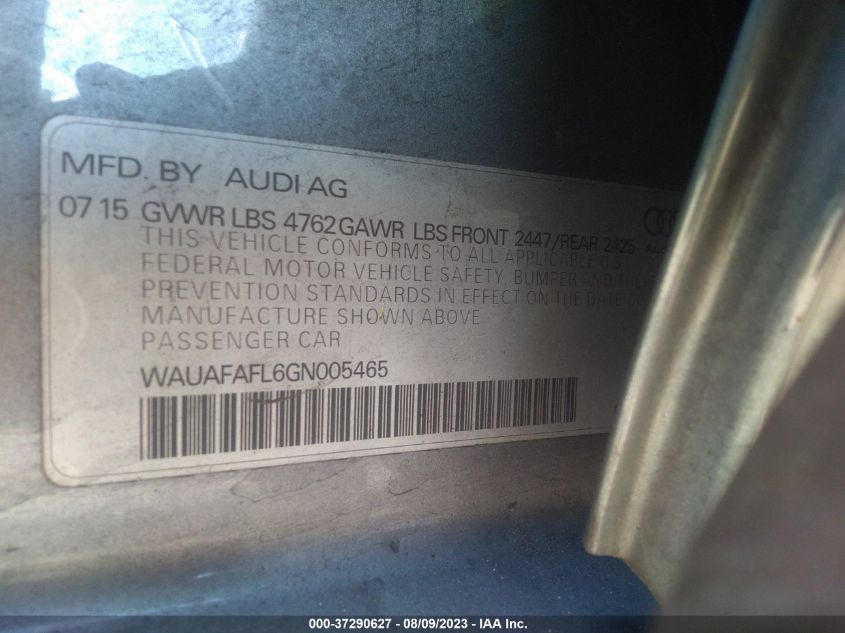 MFD. BY AUDI AG
07 15 GVWR LBS 4762 GAWR LBS FRONT 2447/REAR 2426
THIS VEHICLE CONFORMS TO ALL APPLICABLE U.S.
FEDERAL MOTOR VEHICLE SAFETY, BUMPER AND THEFT
PREVENTION STANDARDS IN EFFECT ON THE DATE OF
MANUFACTURE SHOWN ABOVE
PASSENGER CAR
WAUAFAFL6GN005465
000-37290627 - 08/09/2023 - IAA Inc.